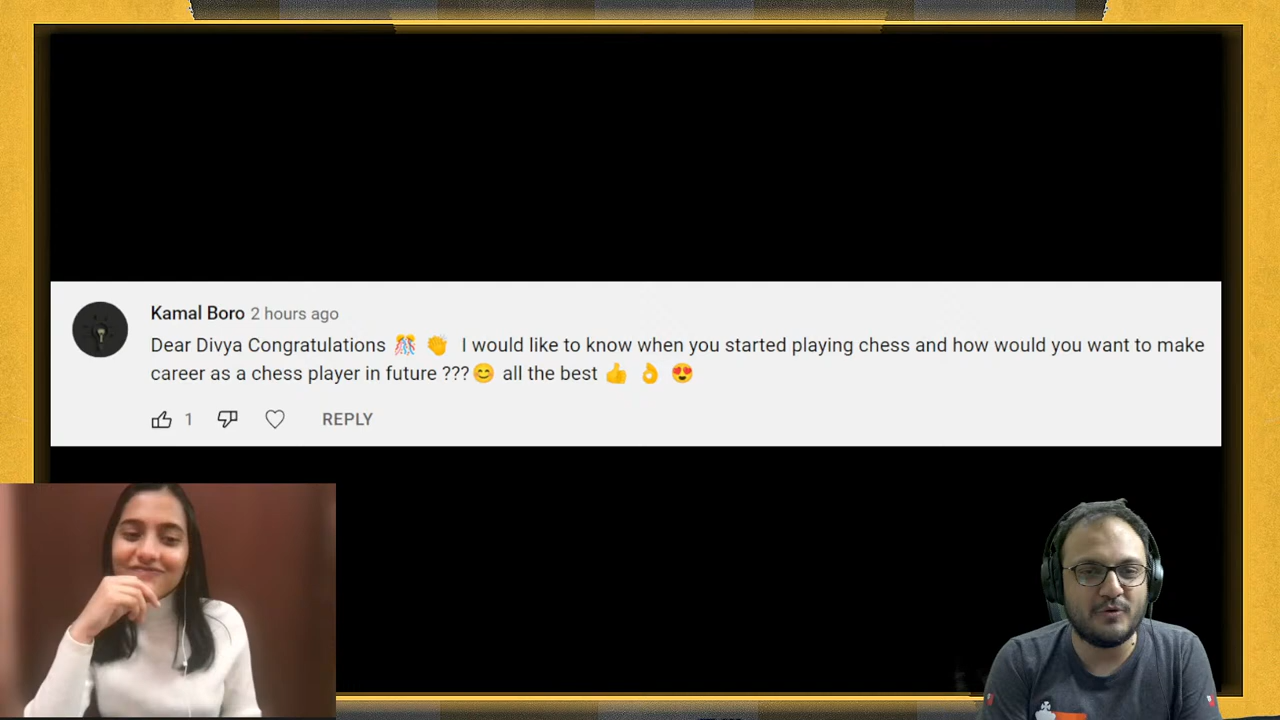 Kamal Boro 2 hours ago
Dear Divya Congratulations 🎊 👏 I would like to know when you started playing chess and how would you want to make
career as a chess player in future ???😊 all the best 👍 👌 😍
1 REPLY